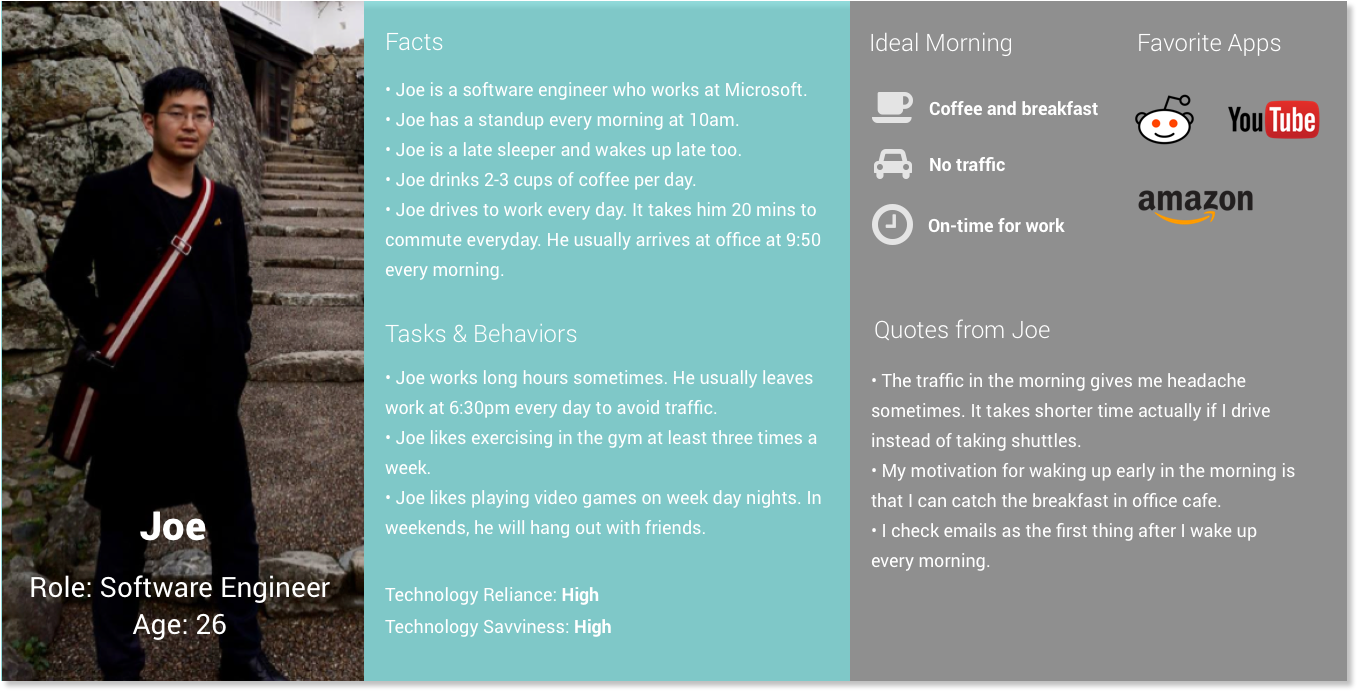 Joe
Role: Software Engineer
Age: 26
Facts
• Joe is a software engineer who works at Microsoft.
• Joe has a standup every morning at 10am.
• Joe is a late sleeper and wakes up late too.
• Joe drinks 2-3 cups of coffee per day.
• Joe drives to work every day. It takes him 20 mins to
commute everyday. He usually arrives at office at 9:50
every morning.
Tasks & Behaviors
• Joe works long hours sometimes. He usually leaves
work at 6:30pm every day to avoid traffic.
• Joe likes exercising in the gym at least three times a
week.
• Joe likes playing video games on week day nights. In
weekends, he will hang out with friends.
Technology Reliance: High
Technology Savviness: High
Ideal Morning
Coffee and breakfast
No traffic
On-time for work
Favorite Apps
YouTube
amazon
Quotes from Joe
• The traffic in the morning gives me headache
sometimes. It takes shorter time actually if I drive
instead of taking shuttles.
• My motivation for waking up early in the morning is
that I can catch the breakfast in office cafe.
• I check emails as the first thing after I wake up
every morning.